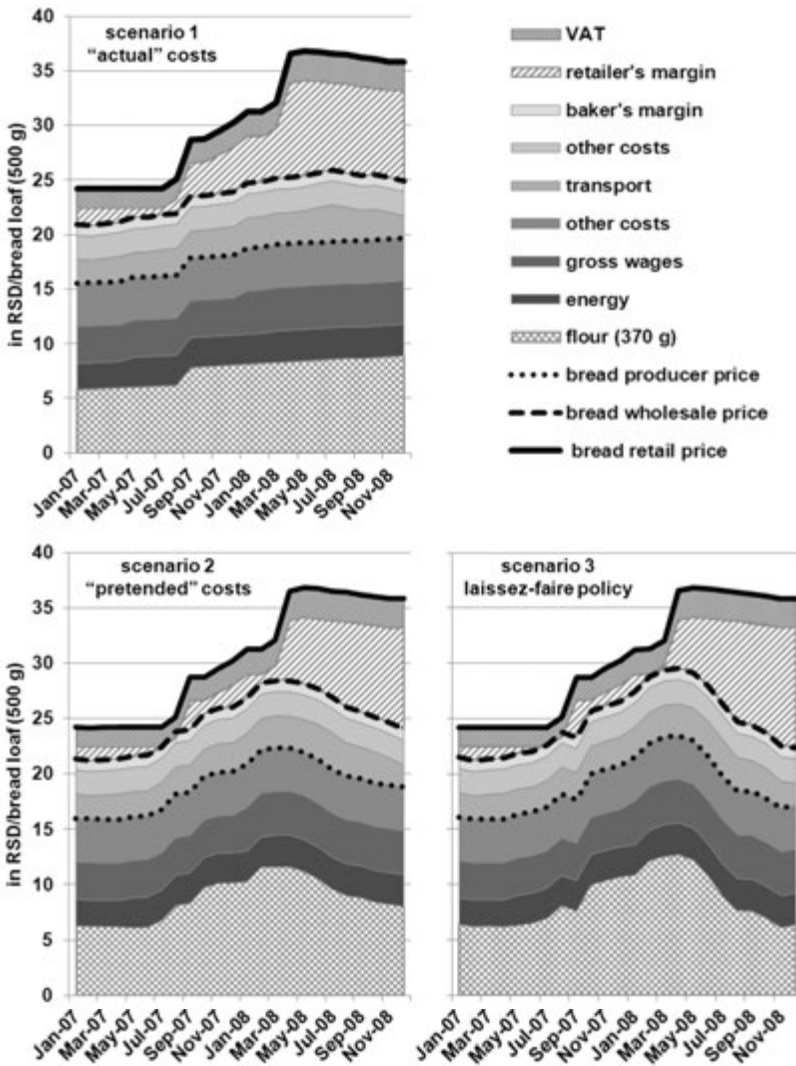 scenario 1
"actual" costs
in RSD/bread loaf (500 g)
40
35
30
25
20
15
10
5
0
Jan-07
Mar-07
May-07
Jul-07
Sep-07
Nov-07
Jan-08
Mar-08
May-08
Jul-08
Sep-08
Nov-08
VAT
retailer's margin
baker's margin
other costs
transport
other costs
gross wages
energy
flour (370 g)
bread producer price
bread wholesale price
bread retail price
scenario 2
"pretended" costs
in RSD/bread loaf (500 g)
40
35
30
25
20
15
10
5
0
Jan-07
Mar-07
May-07
Jul-07
Sep-07
Nov-07
Jan-08
Mar-08
May-08
Jul-08
Sep-08
Nov-08
scenario 3
laissez-faire policy
Jan-07
Mar-07
May-07
Jul-07
Sep-07
Nov-07
Jan-08
Mar-08
May-08
Jul-08
Sep-08
Nov-08